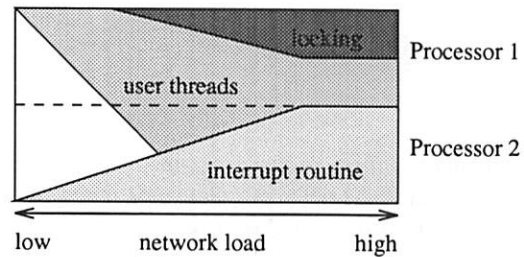 locking
Processor 1
user threads
Processor 2
interrupt routine
low network load high